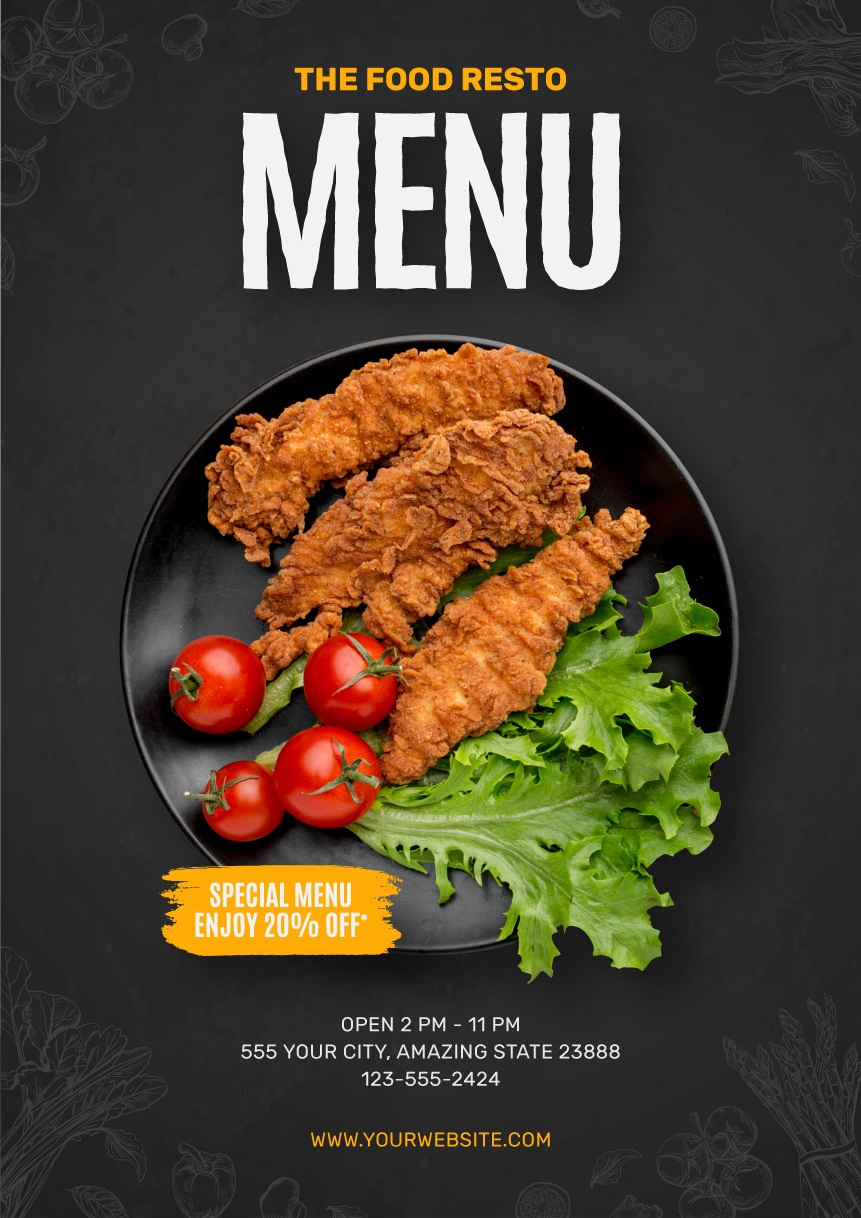 THE FOOD RESTO
MENU
SPECIAL MENU
ENJOY 20% OFF*
OPEN 2 PM - 11 PM
555 YOUR CITY, AMAZING STATE 23888
123-555-2424
WWW.YOURWEBSITE.COM